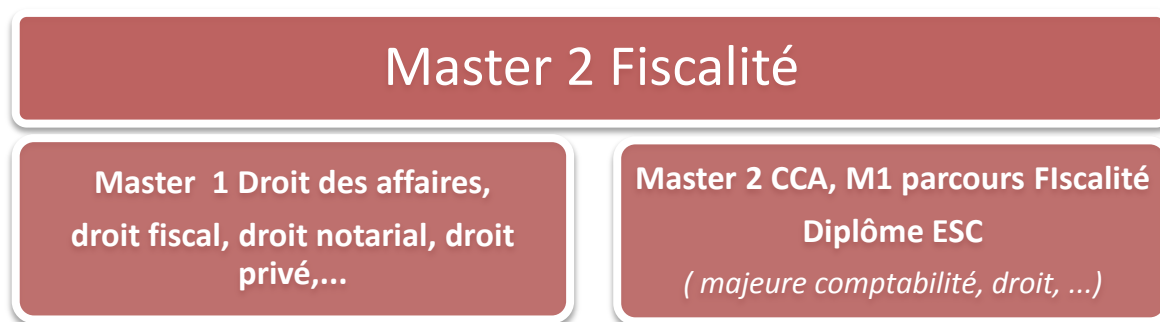 Master 2 Fiscalité
Master 1 Droit des affaires,
droit fiscal, droit notarial, droit
privé,...
Master 2 CCA, M1 parcours FIscalité
Diplôme ESC
( majeure comptabilité, droit, ...)